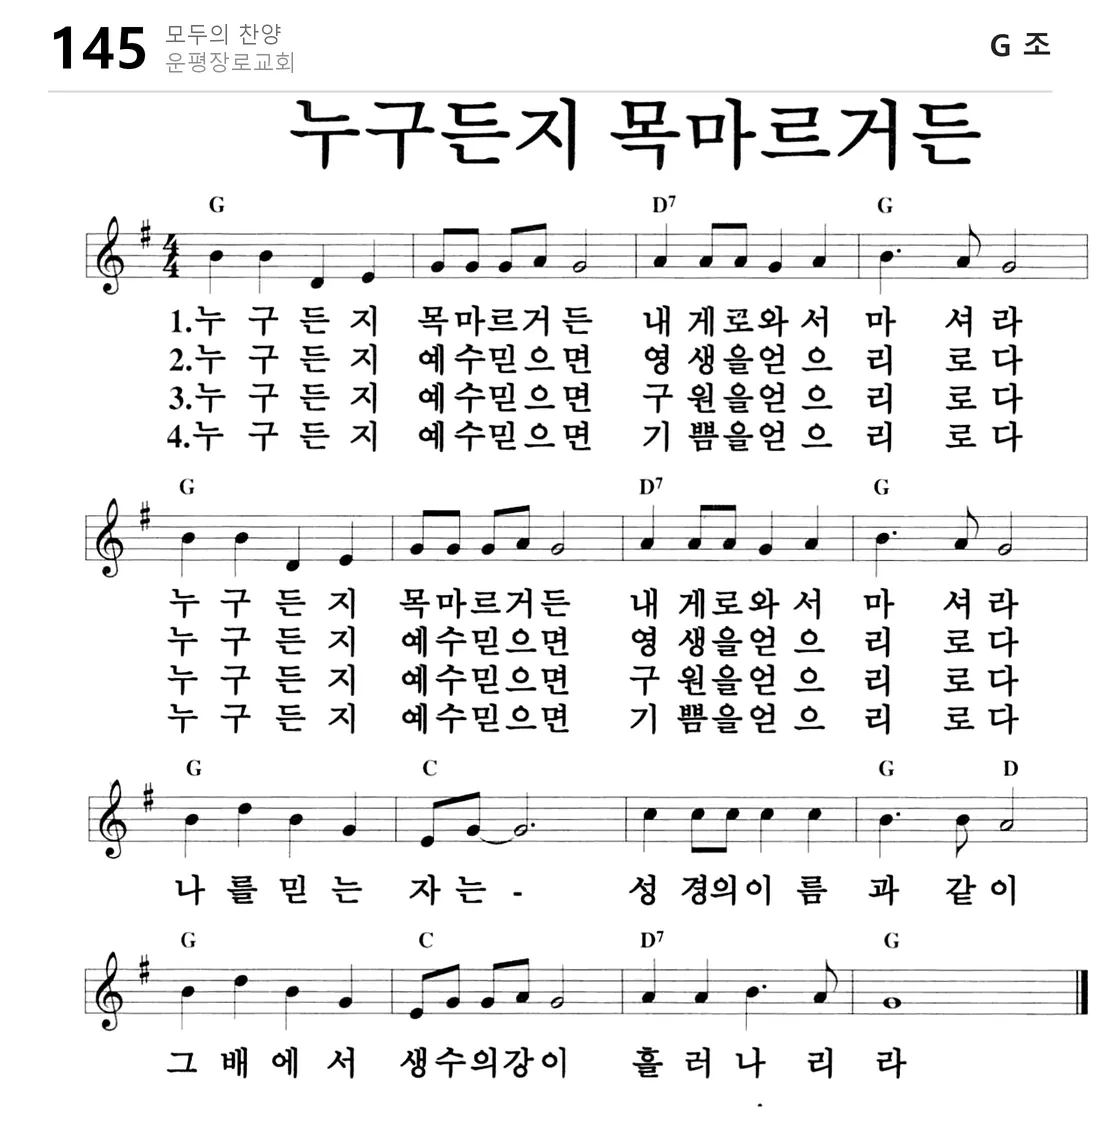 145 모두의 찬양
운평장로교회
G 조
누구든지 목마르거든
G D7 G
4/4
1.누 구 든 지 목마르거든 내 게로와 서 마 셔 라
2.누 구 든 지 예수믿으면 영 생을얻 으 리 로 다
3.누 구 든 지 예수믿으면 구 원을얻 으 리 로 다
4.누 구 든 지 예수믿으면 기 쁨을얻 으 리 로 다
G D7 G
누 구 든 지 목마르거든 내 게로와 서 마 셔 라
누 구 든 지 예수믿으면 영 생을얻 으 리 로 다
누 구 든 지 예수믿으면 구 원을얻 으 리 로 다
누 구 든 지 예수믿으면 기 쁨을얻 으 리 로 다
G C G D
나 를 믿 는 자 는 - 성 경의이 름 과 같 이
G C D7 G
그 배 에 서 생수의강이 흘 러 나 리 라